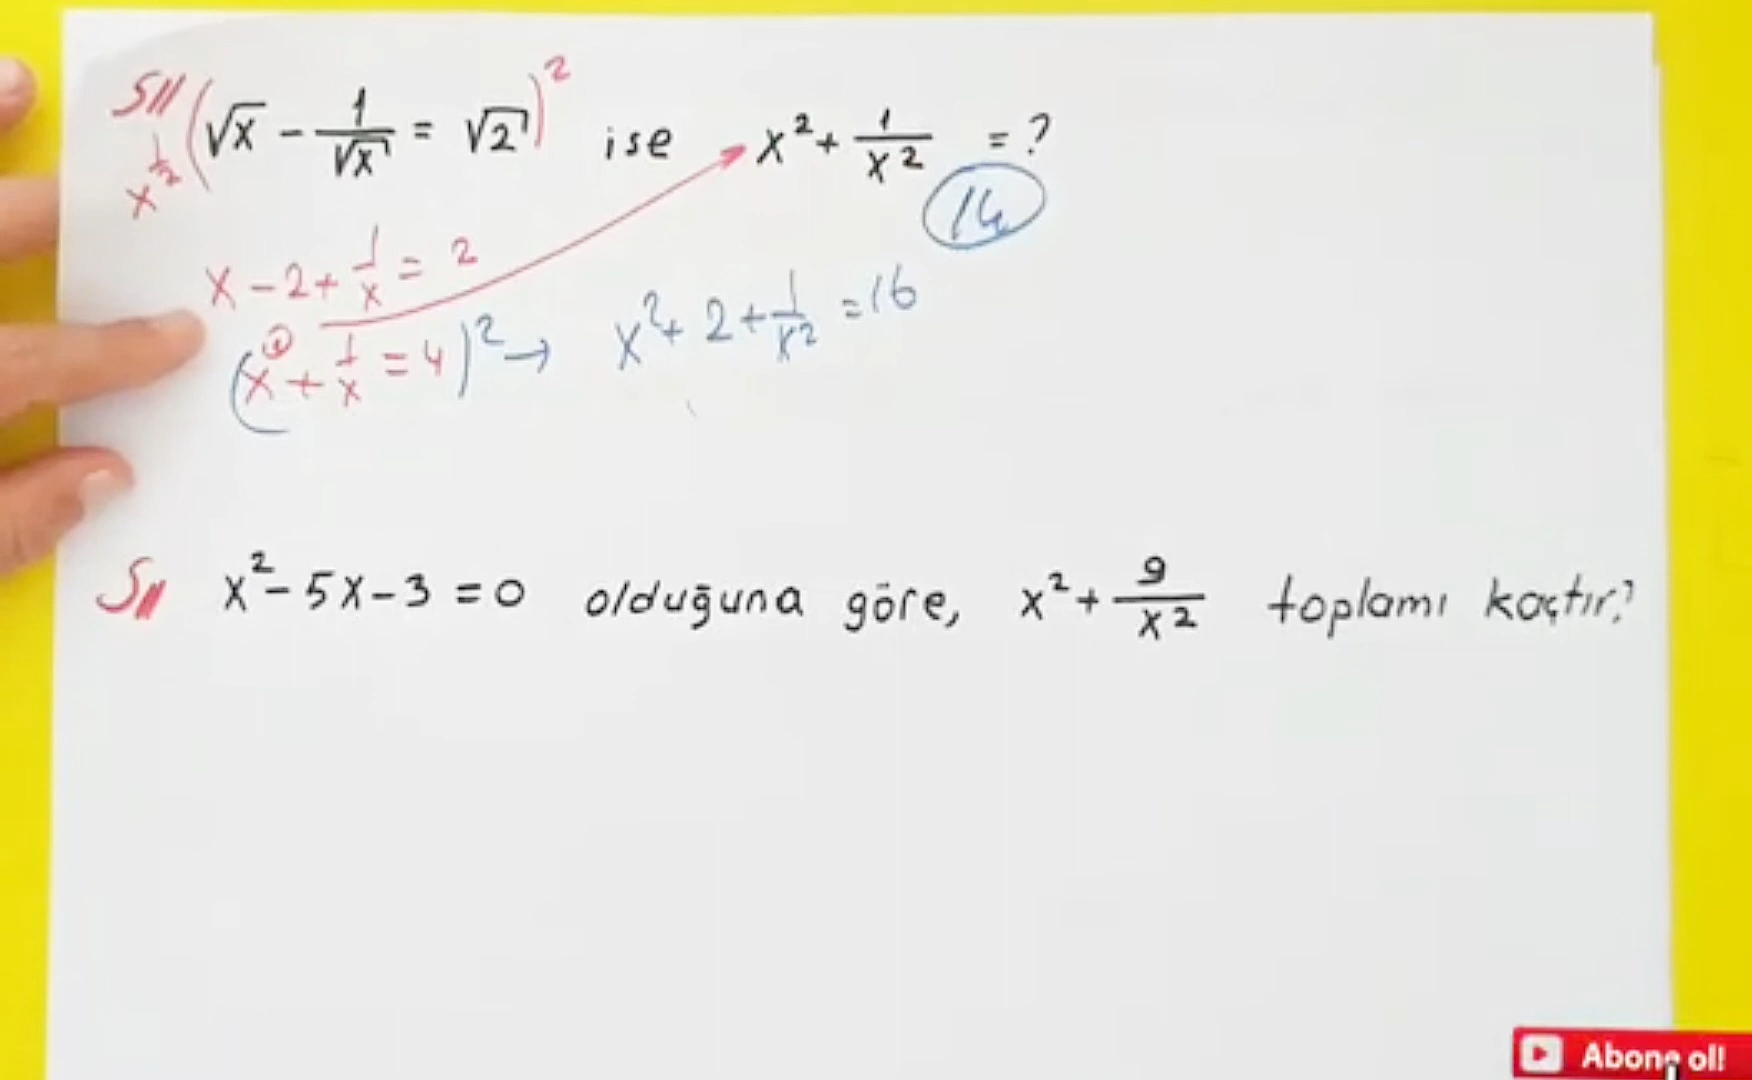 S// (√x - 1/√x = √2)² ise x² + 1/x² = ?
x^1/2
14
x - 2 + 1/x = 2
(x¹ + 1/x = 4)² → x² + 2 + 1/x² = 16
S// x² - 5x - 3 = 0 olduğuna göre, x² + 9/x² toplamı kaçtır?
Abone ol!